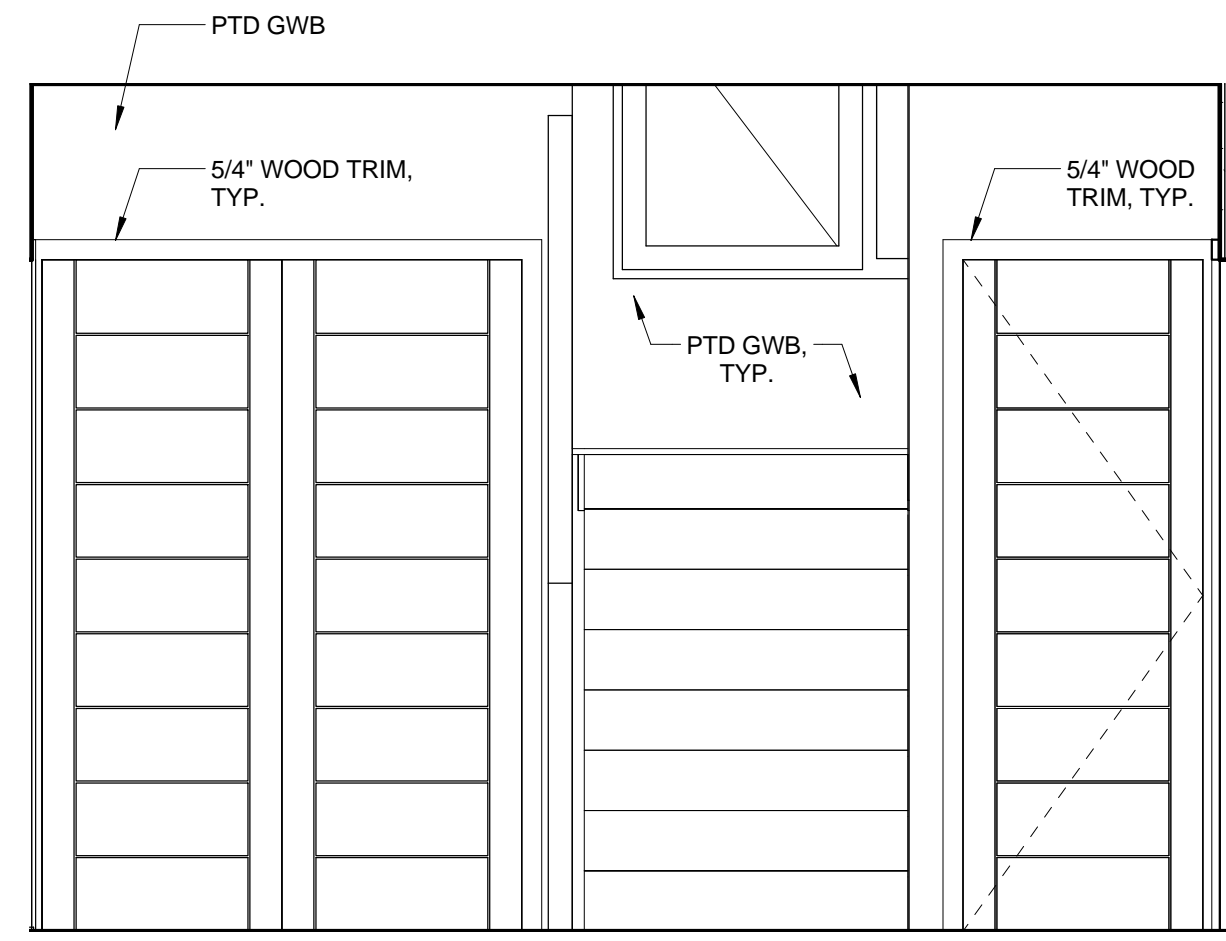 PTD GWB
5/4" WOOD TRIM,
TYP.
5/4" WOOD
TRIM, TYP.
PTD GWB,
TYP.